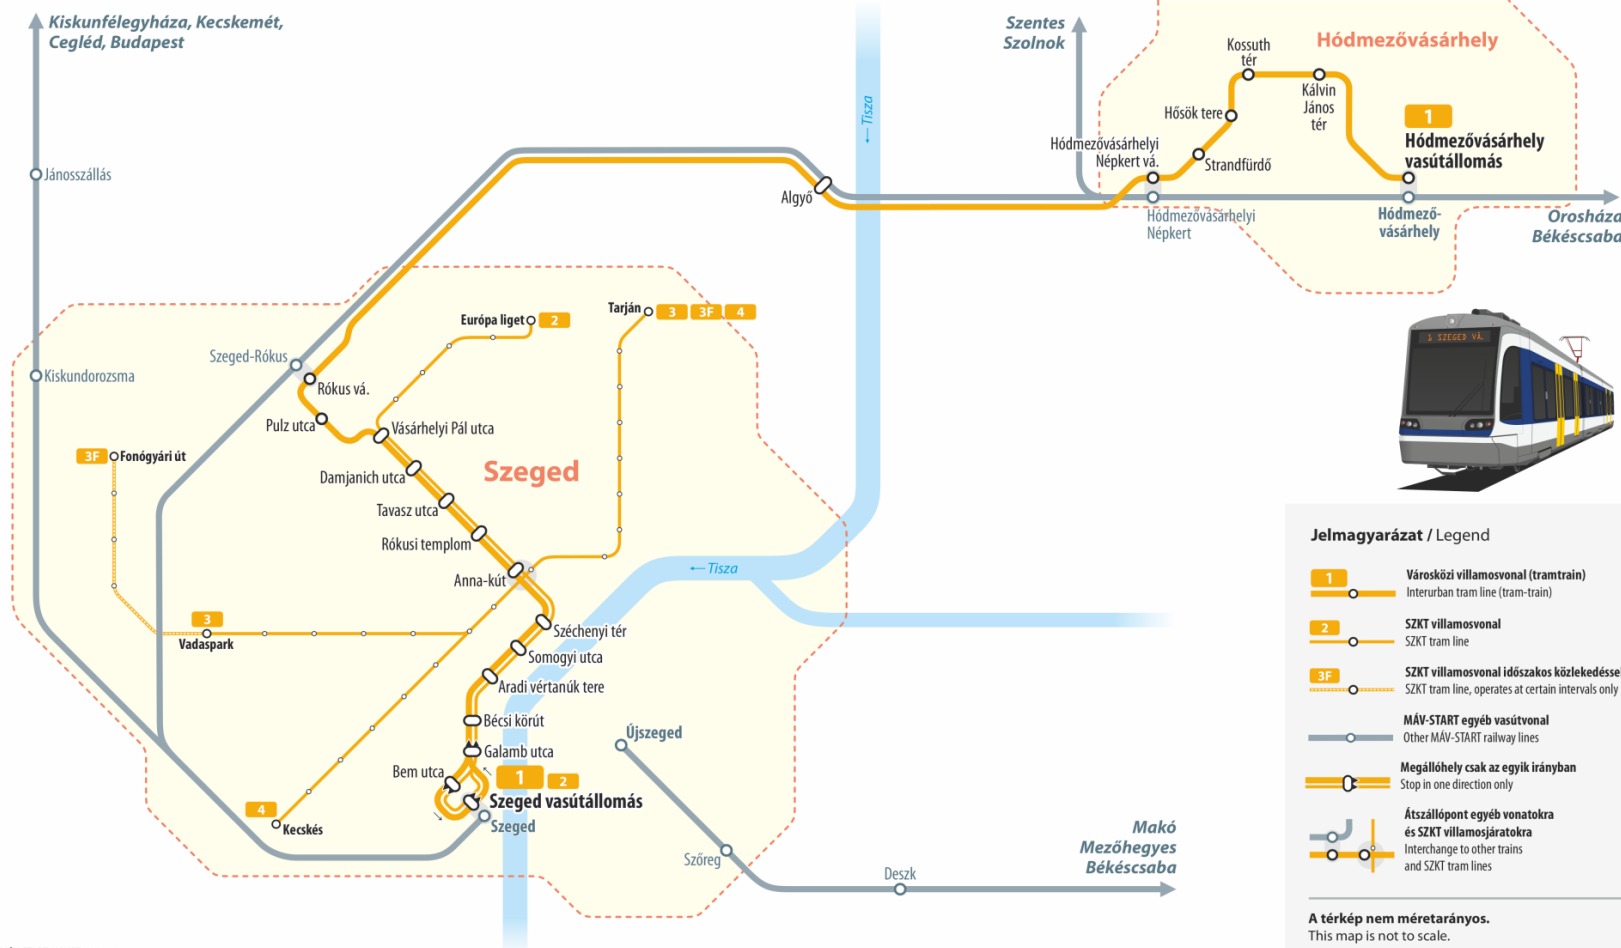 Kiskunfélegyháza, Kecskemét,
Cegléd, Budapest
Szentes
Szolnok
Hódmezővásárhely
Kossuth
tér
Kálvin
János
tér
Hősök tere
1
Hódmezővásárhely
vasútállomás
Hódmezővásárhelyi
Népkert vá.
Strandfürdő
←Tisza
Jánosszállás
Algyő
Hódmezővásárhelyi
Népkert
Hódmező-
vásárhely
Orosháza
Békéscsaba
Európa liget
2
Tarján
3
3F
4
1 SZEGED VÁ.
Szeged-Rókus
Kiskundorozsma
Rókus vá.
Pulz utca
Vásárhelyi Pál utca
3F
Fonógyári út
Damjanich utca
Szeged
Tavasz utca
Rókusi templom
Anna-kút
←Tisza
3
Vadaspark
Széchenyi tér
Somogyi utca
Aradi vértanúk tere
Bécsi körút
Újszeged
Galamb utca
Bem utca
1
2
Szeged vasútállomás
Szeged
4
Kecskés
Szőreg
Deszk
Makó
Mezőhegyes
Békéscsaba
Jelmagyarázat / Legend
1
Városközi villamosvonal (tramtrain)
Interurban tram line (tram-train)
2
SZKT villamosvonal
SZKT tram line
3F
SZKT villamosvonal időszakos közlekedéssel
SZKT tram line, operates at certain intervals only
MÁV-START egyéb vasútvonal
Other MÁV-START railway lines
Megállóhely csak az egyik irányban
Stop in one direction only
Átszállópont egyéb vonatokra
és SZKT villamosjáratokra
Interchange to other trains
and SZKT tram lines
A térkép nem méretarányos.
This map is not to scale.